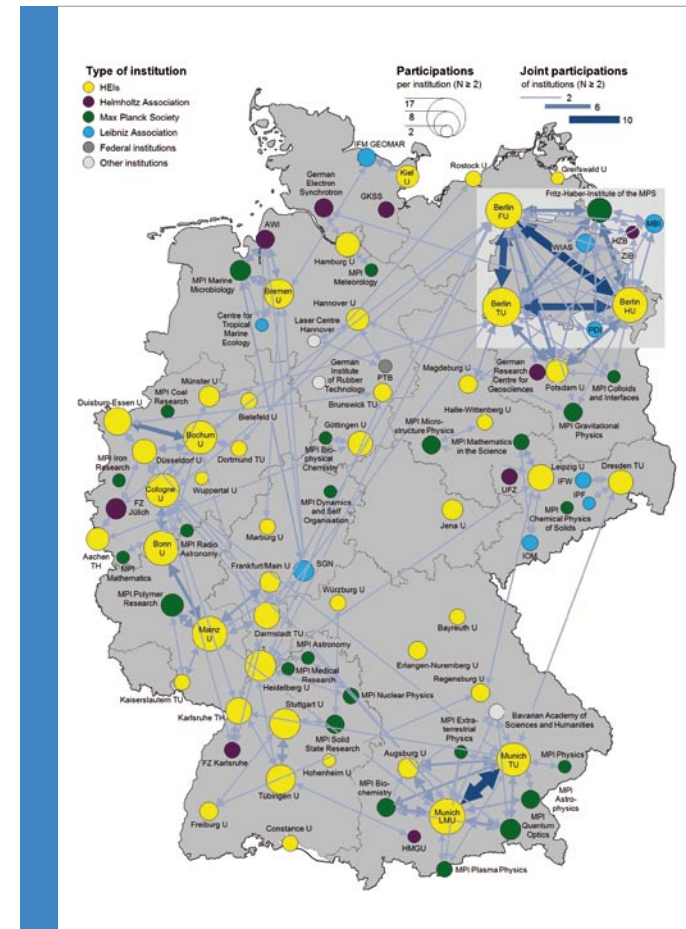 Type of institution
HEIs
Helmholtz Association
Max Planck Society
Leibniz Association
Federal institutions
Other institutions
Participations
per institution (N ≥ 2)
17
8
2
Joint participations
of institutions (N ≥ 2)
2
6
10
IFM GEOMAR
Kiel
U
Rostock U
Greifswald U
German
Electron
Synchrotron
GKSS
Fritz-Haber-Institute of the MPS
Berlin
FU
MBI
HZB
ZIB
WIAS
AWI
Hamburg U
MPI
Meteorology
MPI Marine
Microbiology
Bremen
U
Berlin
TU
Berlin
HU
PDI
Centre for
Tropical
Marine
Ecology
Hannover U
Laser Centre
Hannover
German
Institute
of Rubber
Technology
PTB
Brunswick TU
Magdeburg U
German
Research
Centre for
Geosciences
Potsdam U
MPI Colloids
and Interfaces
MPI Gravitational
Physics
Münster U
MPI Coal
Research
Duisburg-Essen U
Bielefeld U
Halle-Wittenberg U
MPI Micro-
structure Physics
MPI Mathematics
in the Science
Göttingen U
MPI Bio-
physical
Chemistry
Bochum
U
Dortmund TU
Düsseldorf U
MPI Iron
Research
Wuppertal U
Cologne
U
FZ
Jülich
MPI Dynamics
and Self
Organisation
UFZ
Leipzig U
IFW
IPF
Dresden TU
MPI
Chemical Physics
of Solids
IOM
Jena U
Aachen
TH
MPI
Mathematics
Bonn
U
MPI Radio
Astronomy
Marburg U
Frankfurt/Main U
SGN
MPI Polymer
Research
Würzburg U
Mainz
U
Darmstadt TU
Bayreuth U
MPI Astronomy
MPI Medical
Research
Erlangen-Nuremberg U
Heidelberg U
MPI Nuclear Physics
Regensburg U
Kaiserslautern TU
Karlsruhe TH
Stuttgart U
Bavarian Academy
of Sciences and Humanities
MPI Solid
State Research
MPI Extra-
terrestrial
Physics
FZ Karlsruhe
Augsburg U
Munich
TU
MPI Physics
Hohenheim U
MPI Bio-
chemistry
MPI
Astro-
physics
Tübingen U
Munich
LMU
MPI
Quantum
Optics
Freiburg U
Constance U
HMGU
MPI Plasma Physics